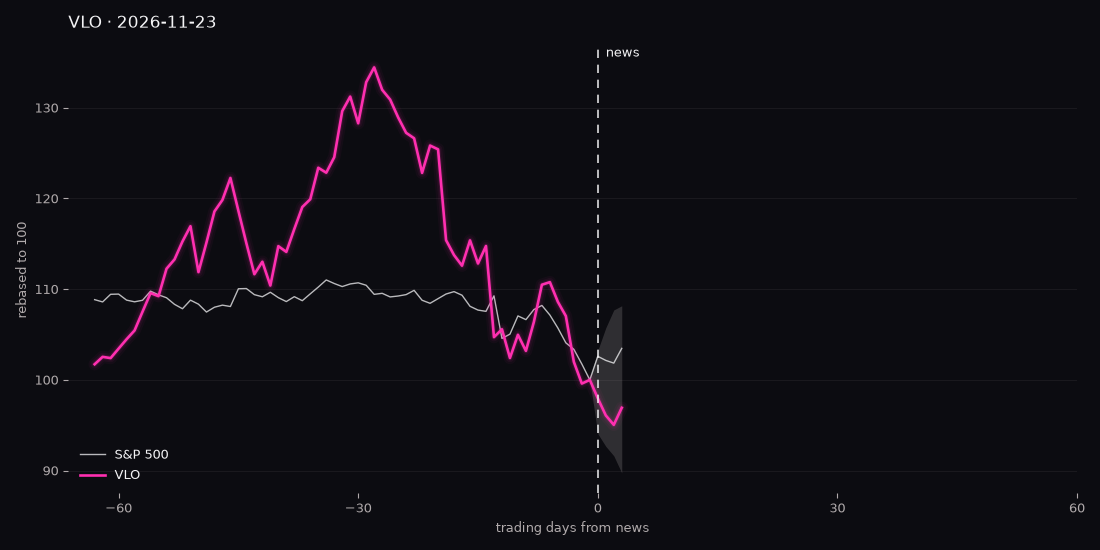 VLO · 2026-11-23
news
130
120
110
100
90
rebased to 100
S&P 500
VLO
−60
−30
0
30
60
trading days from news